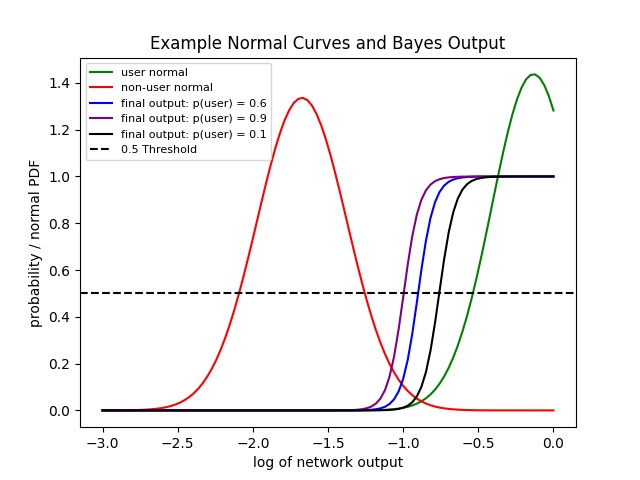 Example Normal Curves and Bayes Output
user normal
non-user normal
final output: p(user) = 0.6
final output: p(user) = 0.9
final output: p(user) = 0.1
0.5 Threshold
probability / normal PDF
1.4
1.2
1.0
0.8
0.6
0.4
0.2
0.0
−3.0 −2.5 −2.0 −1.5 −1.0 −0.5 0.0
log of network output